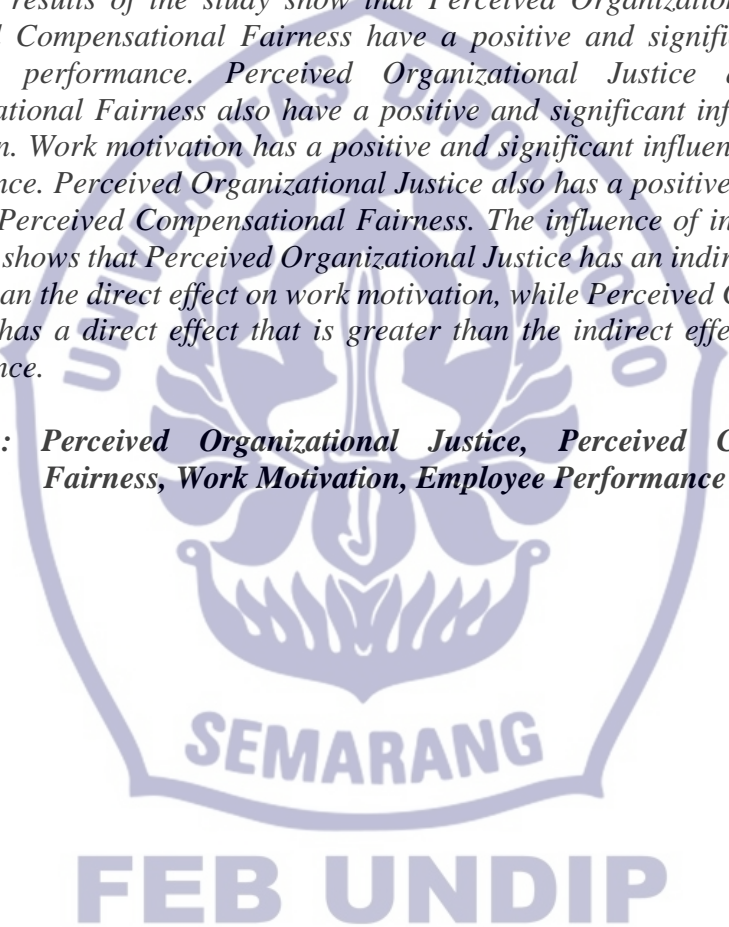 results of the study show that Perceived Organization
Compensational Fairness have a positive and signific
performance. Perceived Organizational Justice
ational Fairness also have a positive and significant inf
n. Work motivation has a positive and significant influen
nce. Perceived Organizational Justice also has a positive
Perceived Compensational Fairness. The influence of in
shows that Perceived Organizational Justice has an indir
an the direct effect on work motivation, while Perceived
has a direct effect that is greater than the indirect effe
nce.
: Perceived Organizational Justice, Perceived C
Fairness, Work Motivation, Employee Performance
UNIVERSITAS DIPONEGORO
SEMARANG
FEB UNDIP